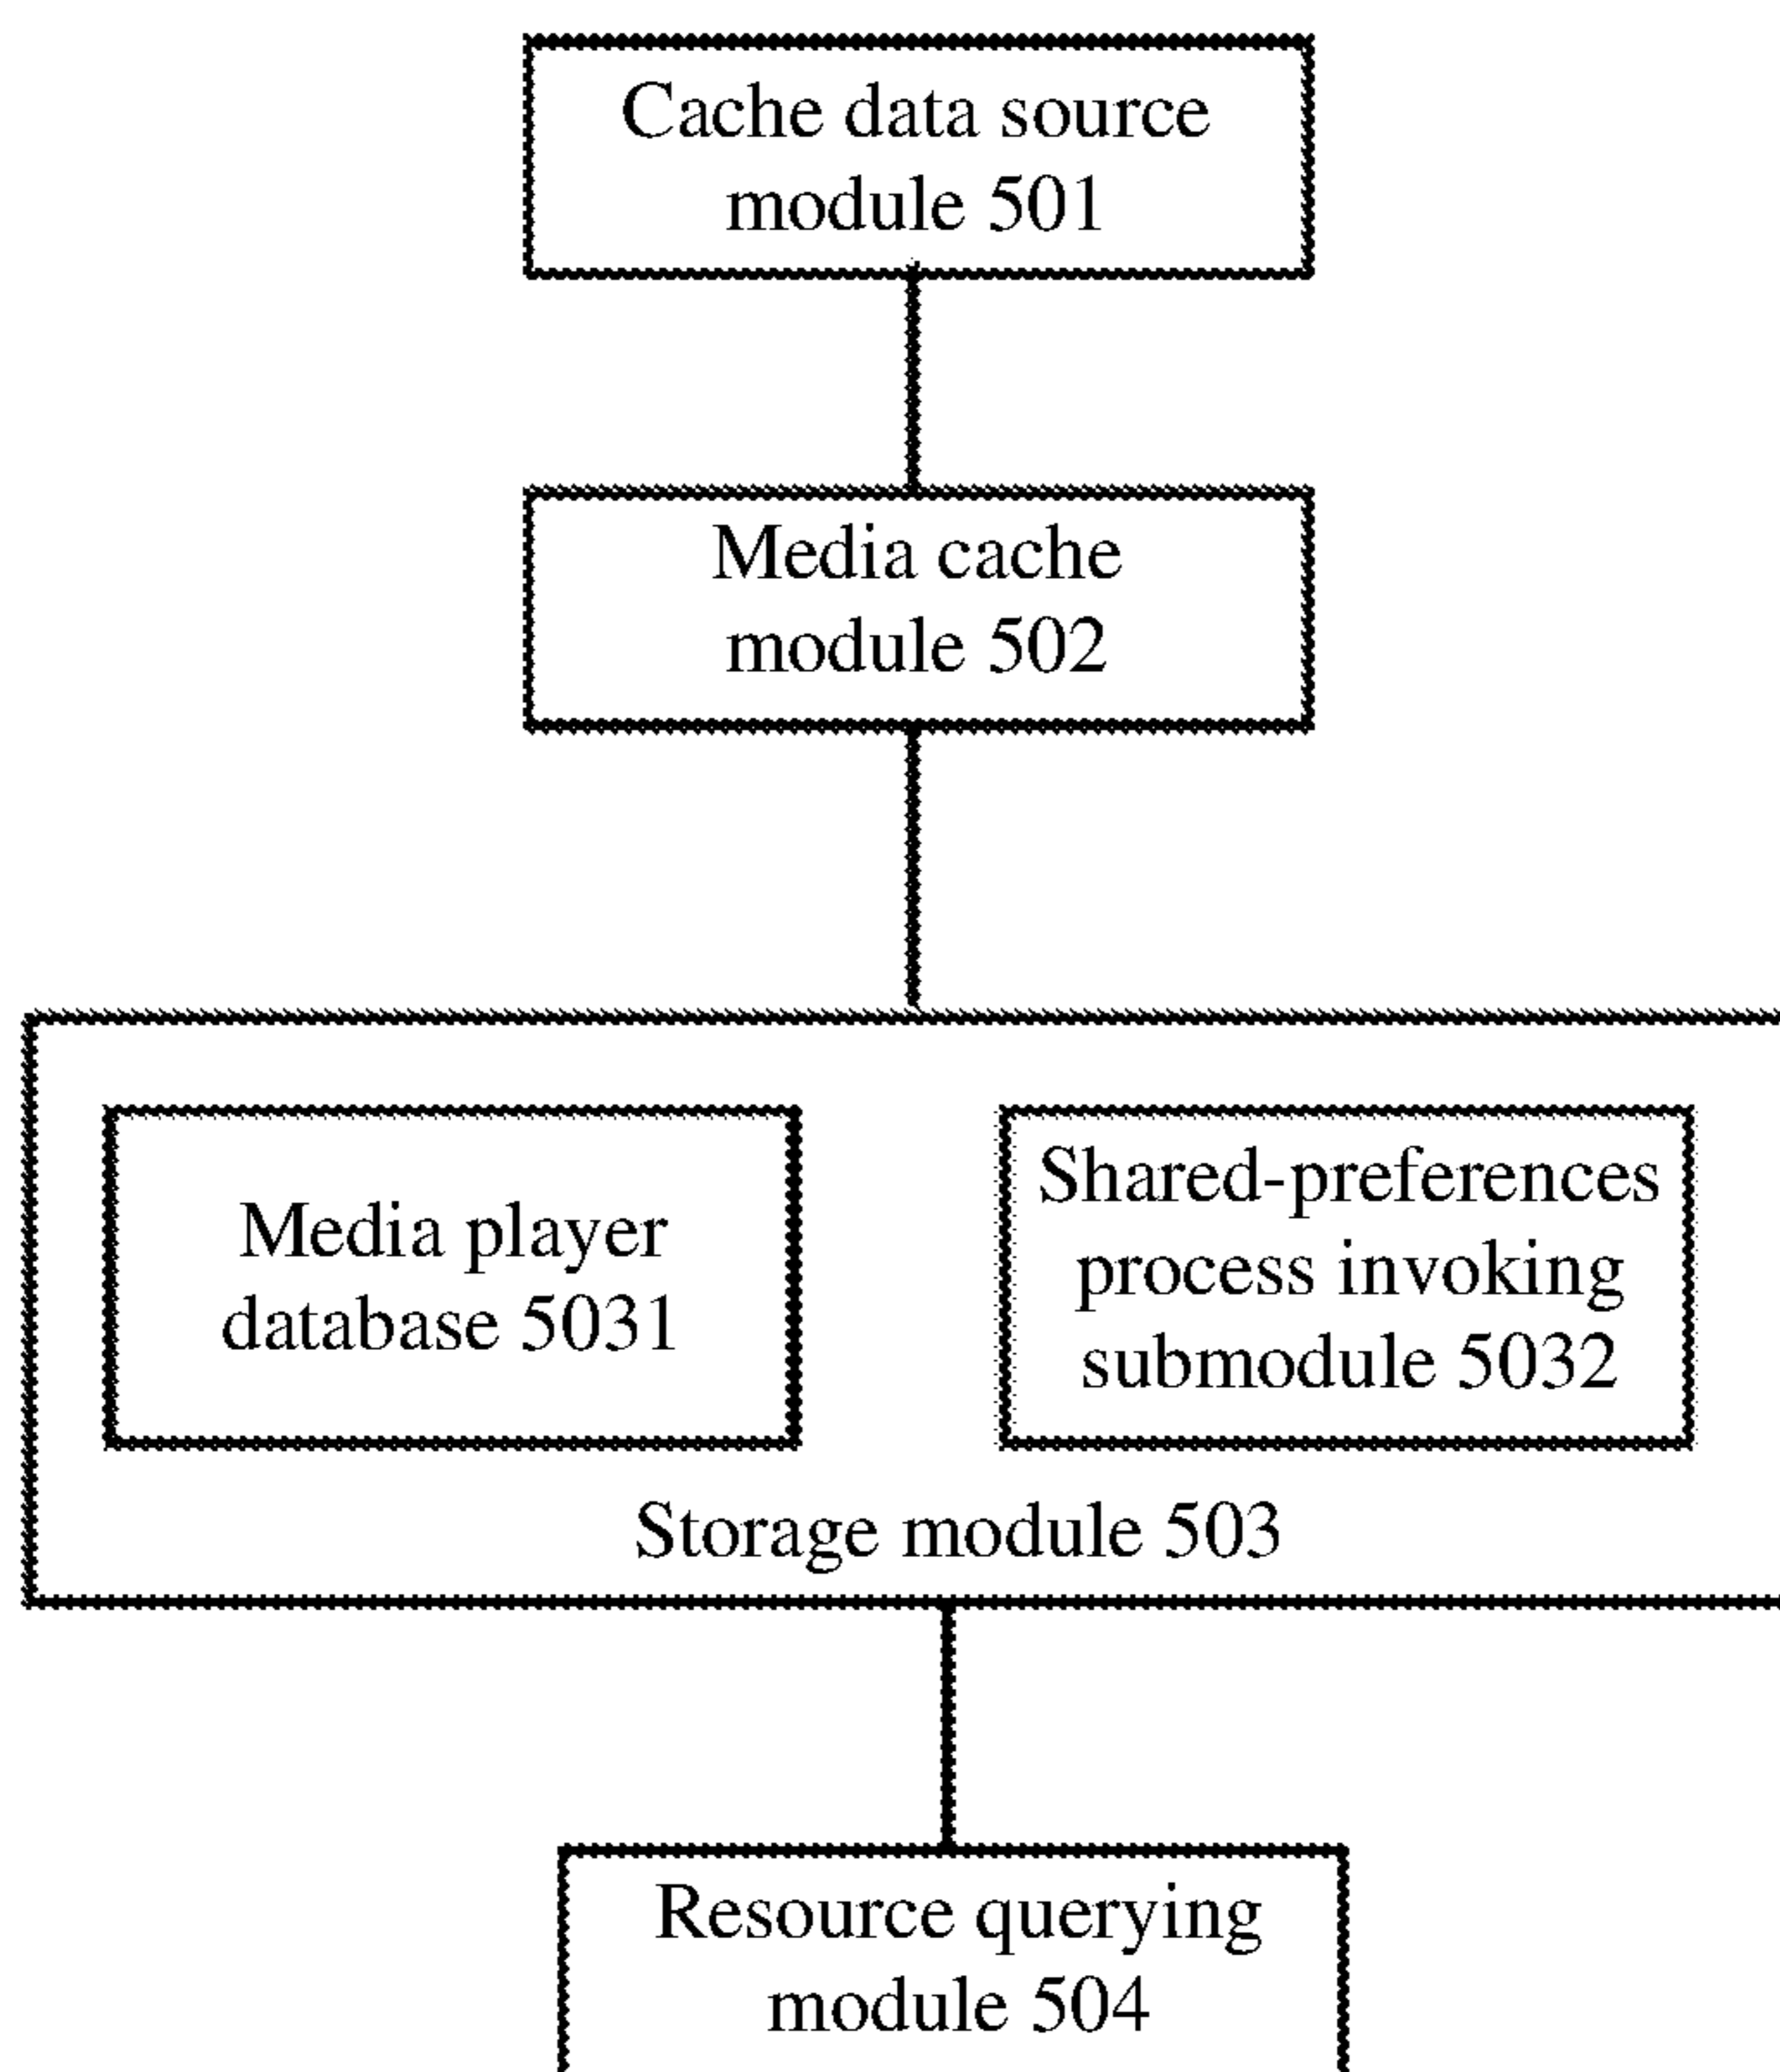 Cache data source
module 501
Media cache
module 502
Media player
database 5031
Shared-preferences
process invoking
submodule 5032
Storage module 503
Resource querying
module 504